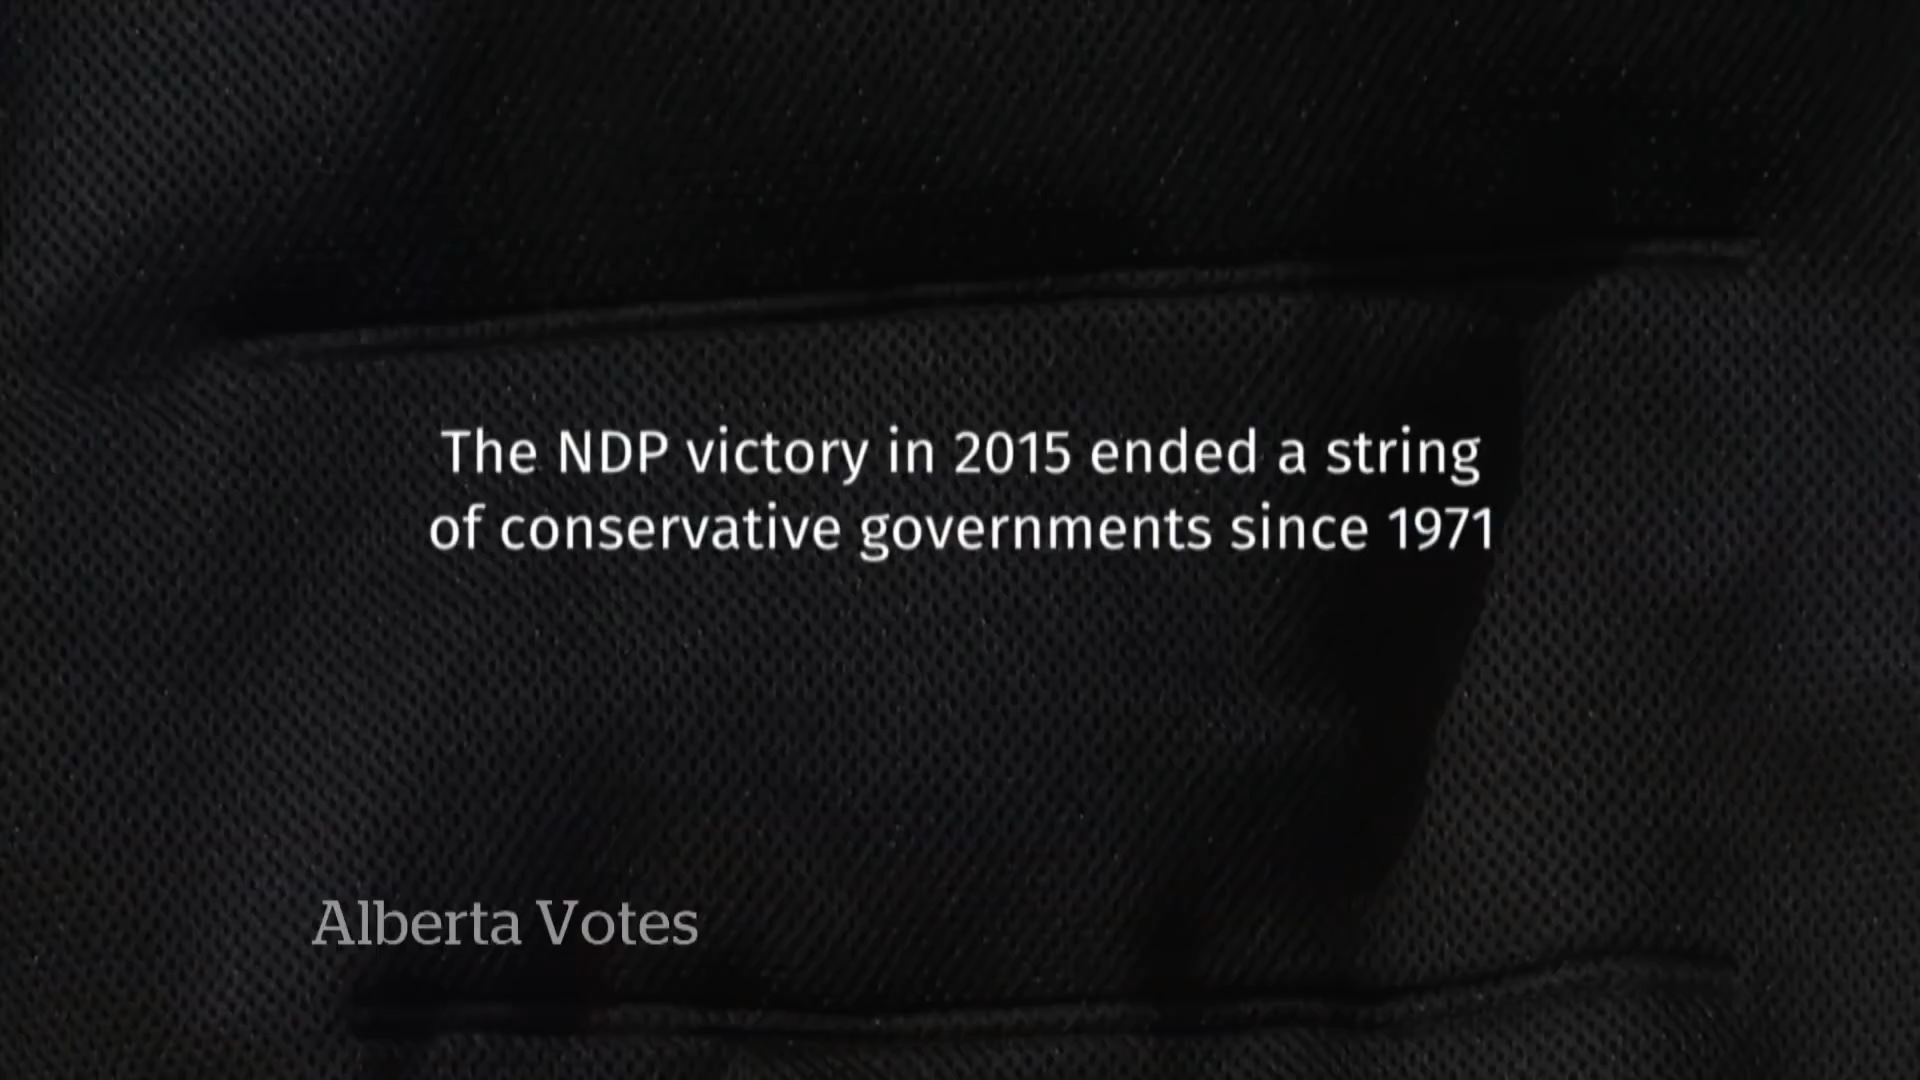 The NDP victory in 2015 ended a string
of conservative governments since 1971
Alberta Votes